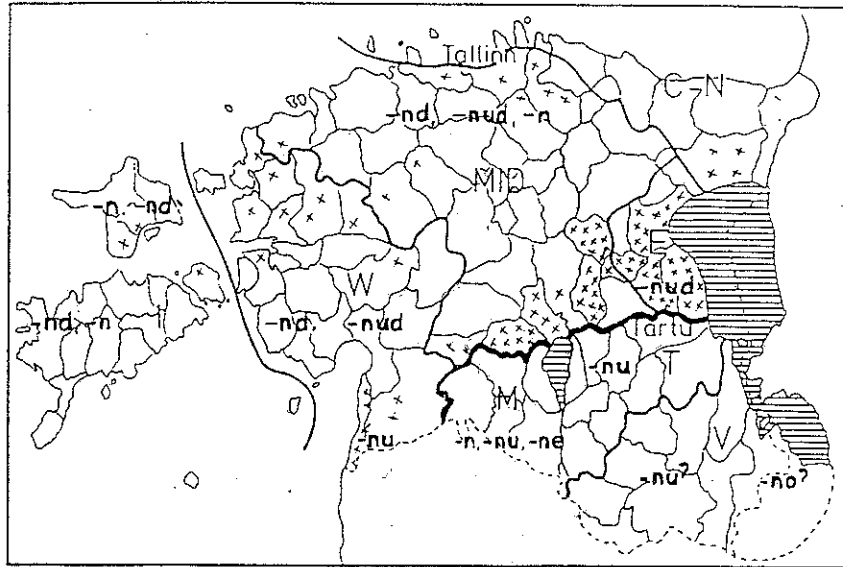 Tallinn
C-N
-nd, -nud, -n
MID
-n, -nd
E
-nud
W
I
-nd, -n
-nd, -nud
Tartu
-nu T
M
V
-nu
-n, -nu, -ne
-nu? -no?